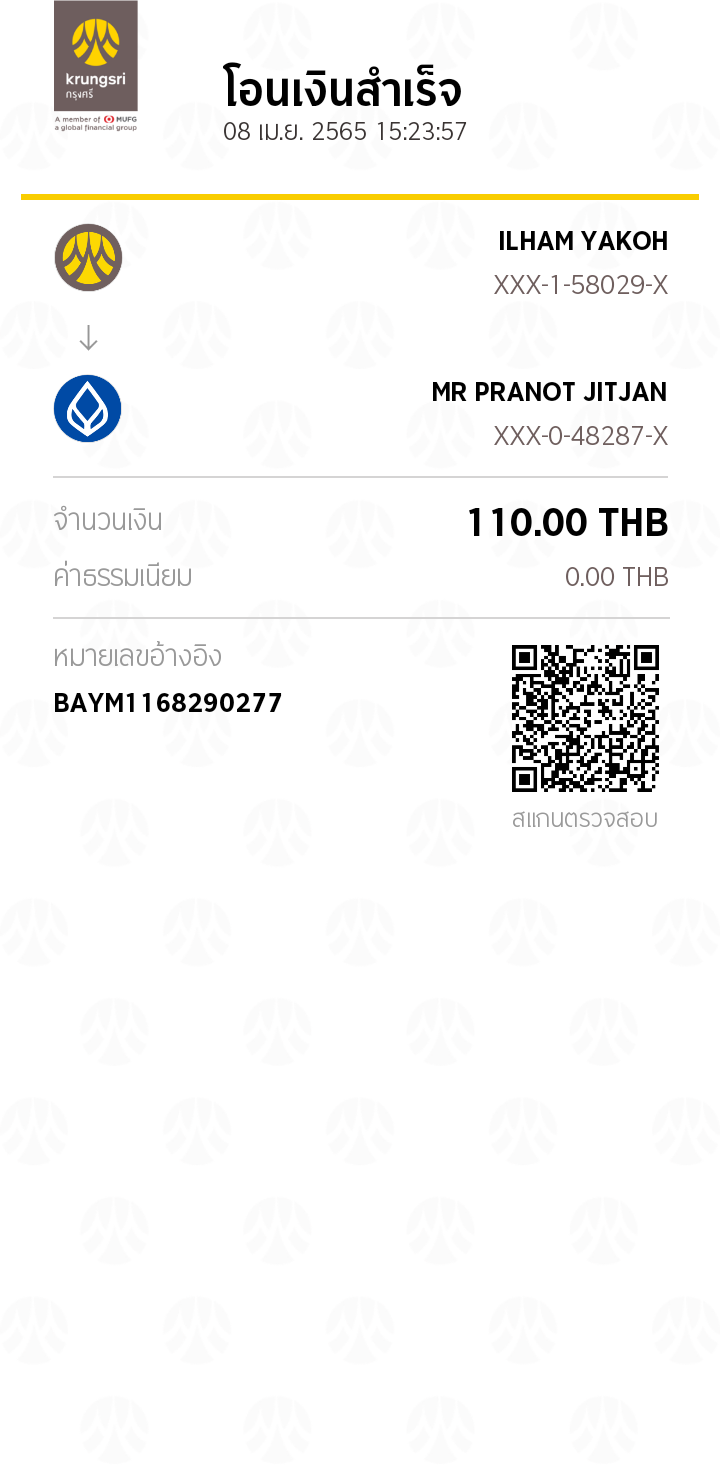 krungsri
กรุงศรี
A member of MUFG
a global financial group
โอนเงินสำเร็จ
08 เม.ย. 2565 15:23:57
ILHAM YAKOH
XXX-1-58029-X
MR PRANOT JITJAN
XXX-0-48287-X
จำนวนเงิน 110.00 THB
ค่าธรรมเนียม 0.00 THB
หมายเลขอ้างอิง
BAYM1168290277
สแกนตรวจสอบ